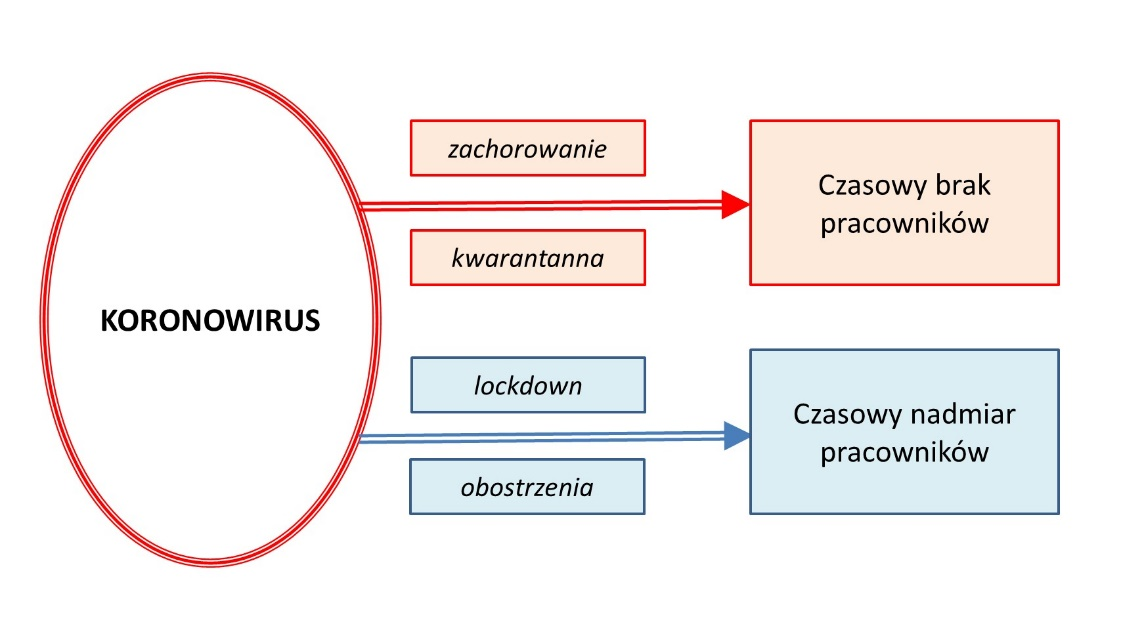 KORONOWIRUS
zachorowanie
kwarantanna
Czasowy brak
pracowników
lockdown
obostrzenia
Czasowy nadmiar
pracowników